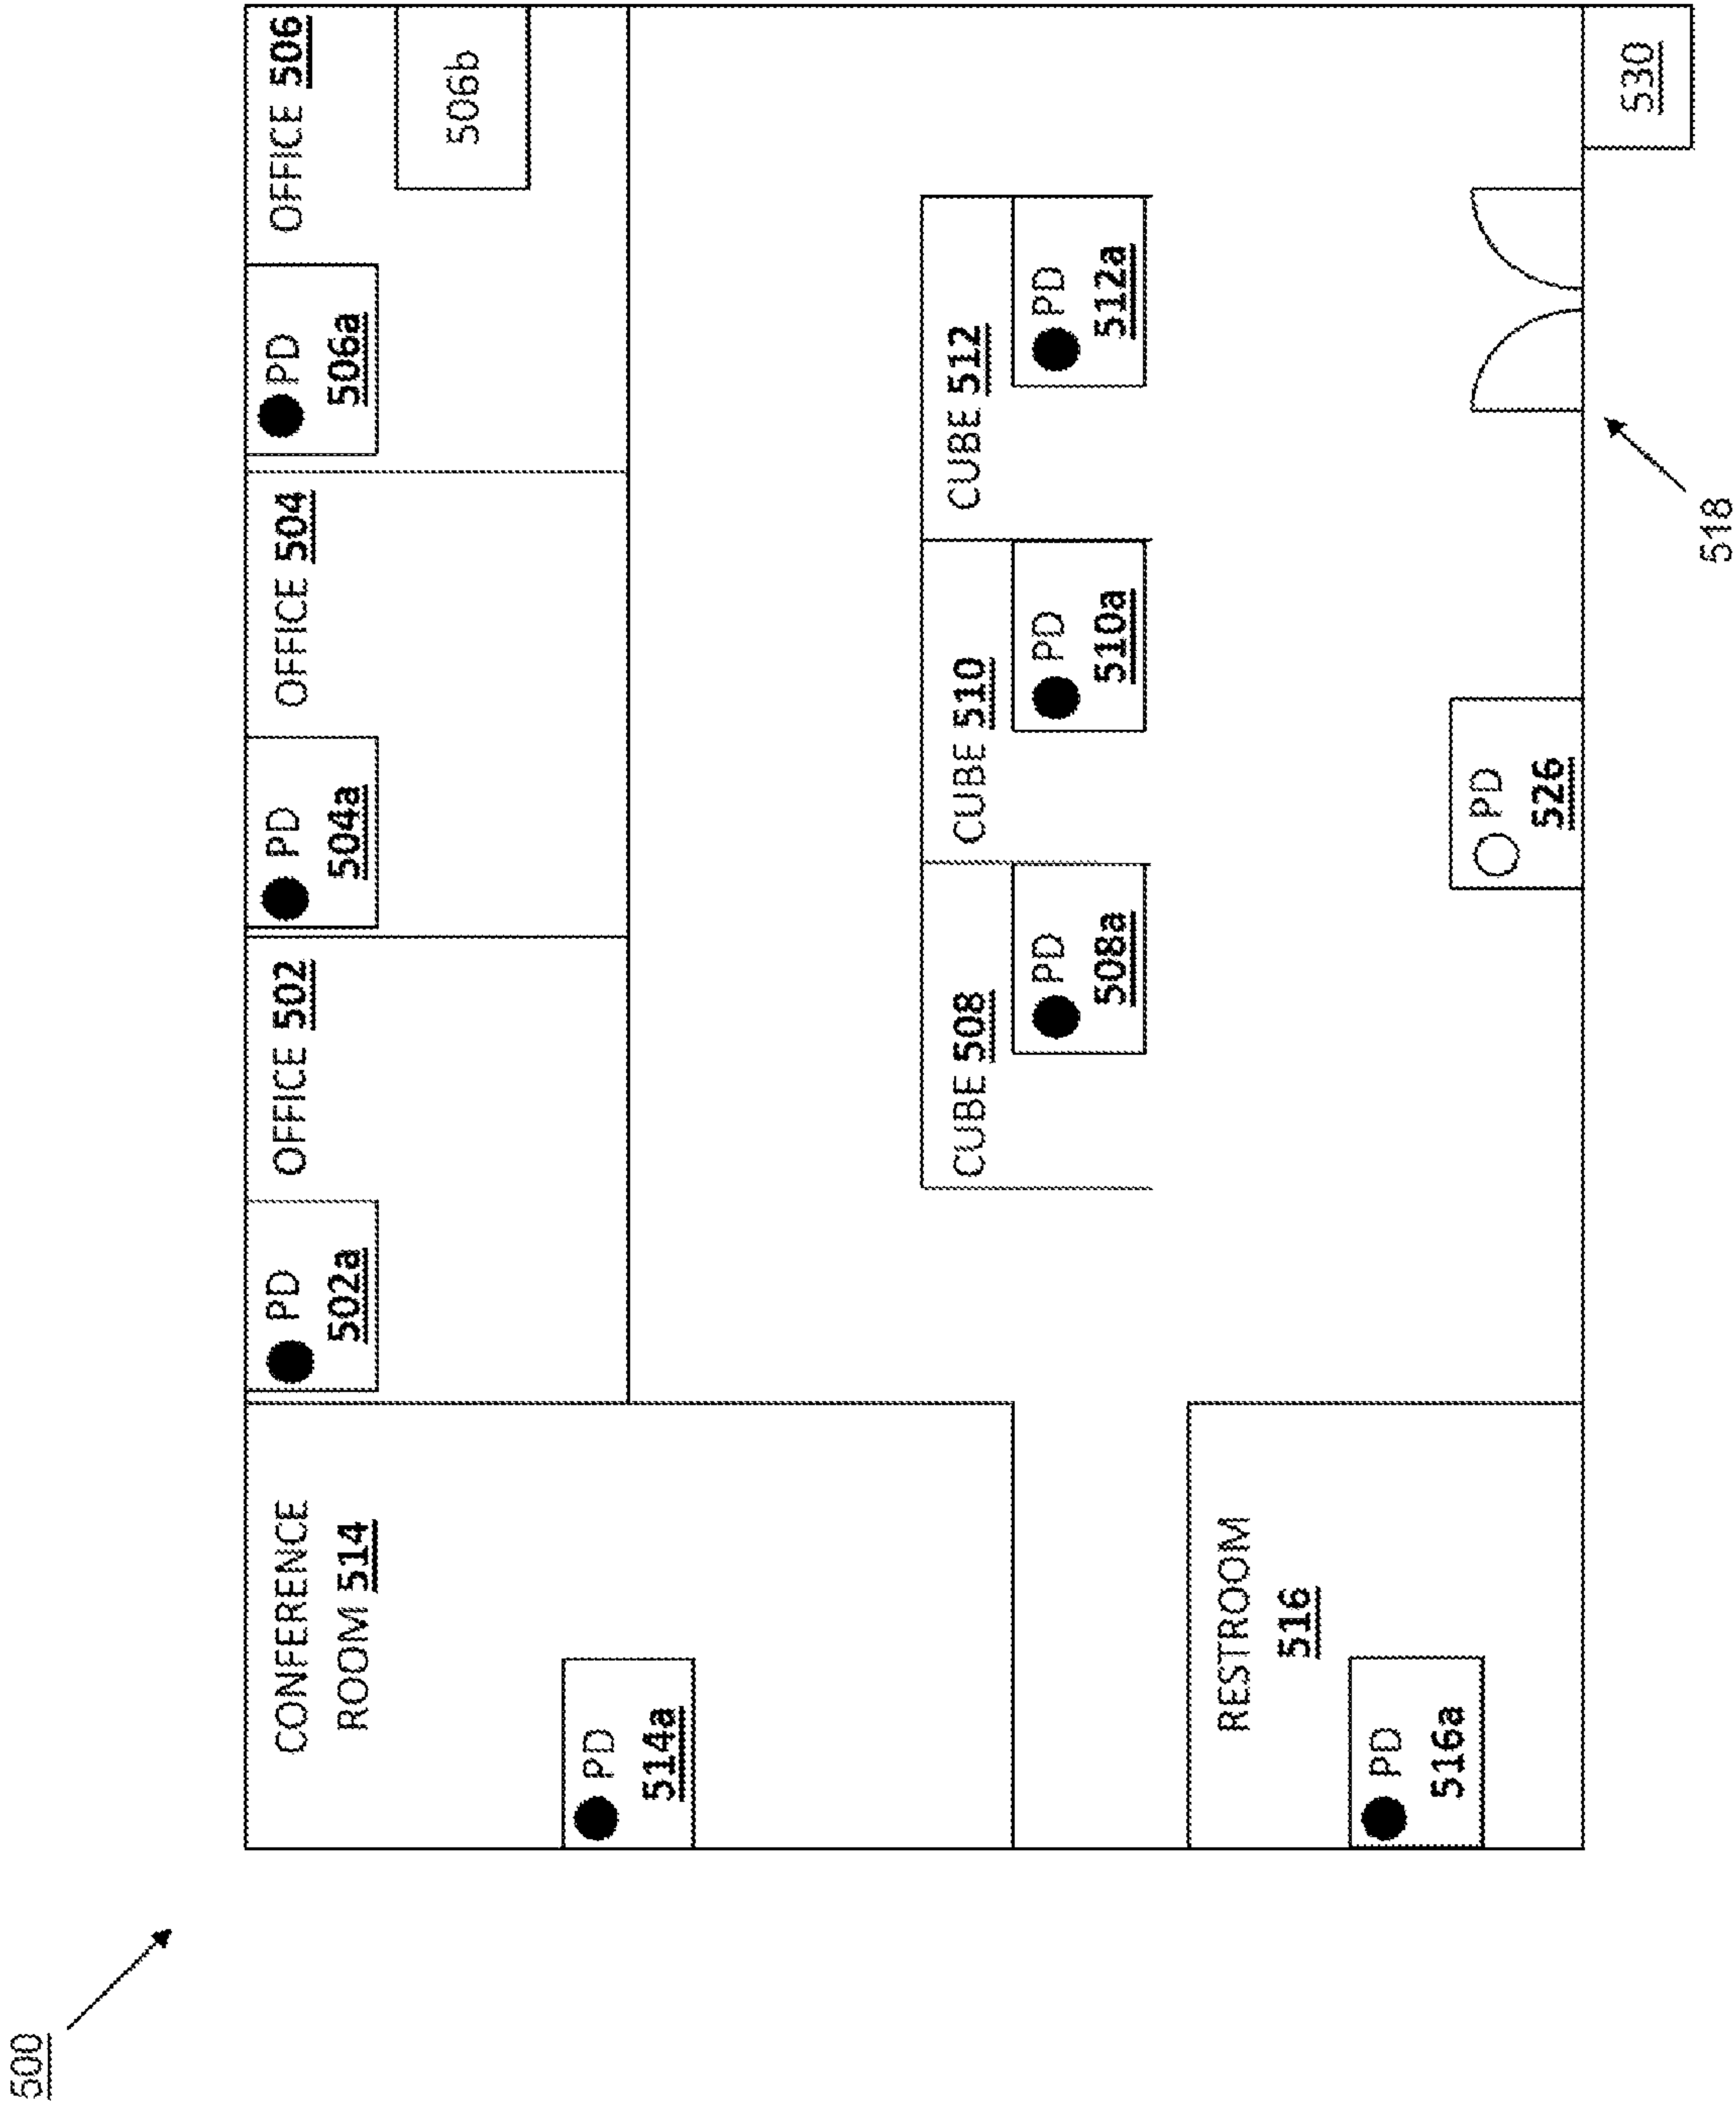 500
CONFERENCE
ROOM 514
PD
514a
OFFICE 502
PD
502a
OFFICE 504
PD
504a
OFFICE 506
PD
506a
506b
CUBE 508
PD
508a
CUBE 510
PD
510a
CUBE 512
PD
512a
RESTROOM
516
PD
516a
PD
526
518
530